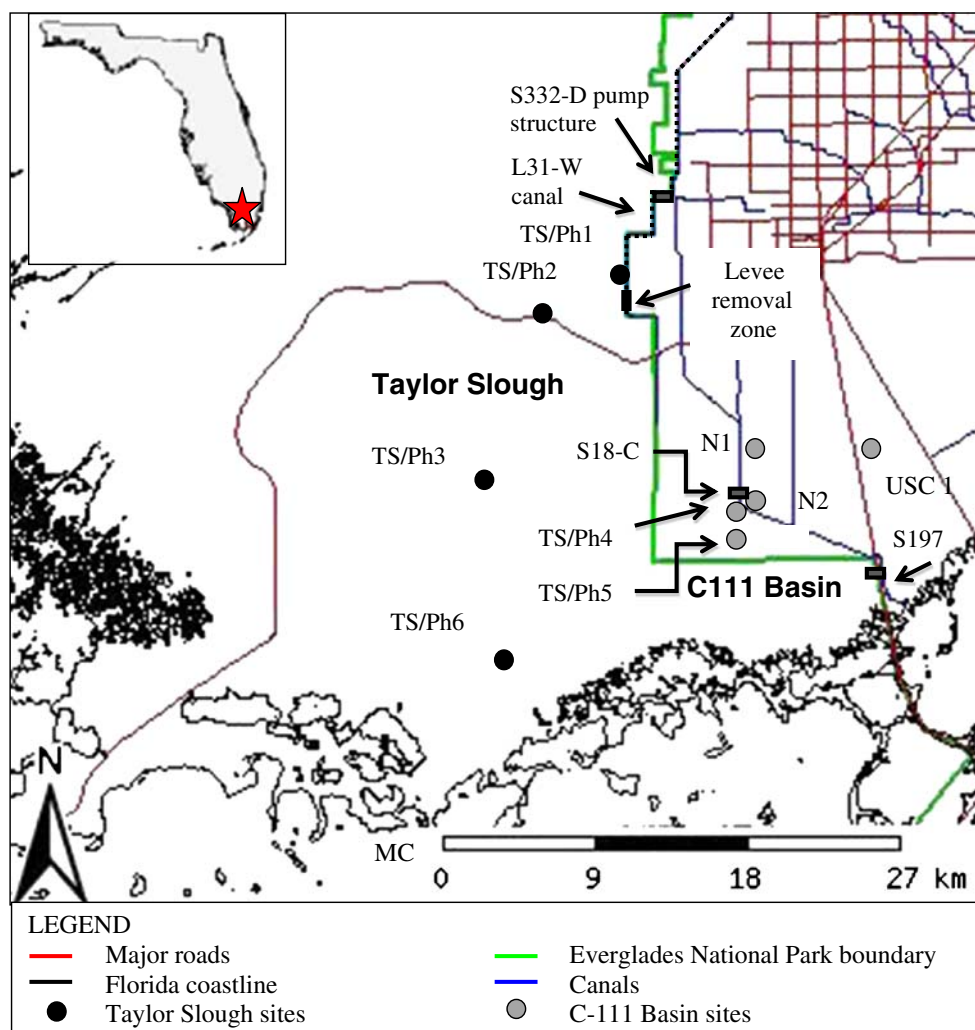 S332-D pump
structure
L31-W
canal
TS/Ph1
TS/Ph2
Levee
removal
zone
Taylor Slough
TS/Ph3
S18-C
N1
USC 1
N2
TS/Ph4
S197
TS/Ph5
C111 Basin
TS/Ph6
N
MC
0 9 18 27 km
LEGEND
Major roads
Everglades National Park boundary
Florida coastline
Canals
Taylor Slough sites
C-111 Basin sites